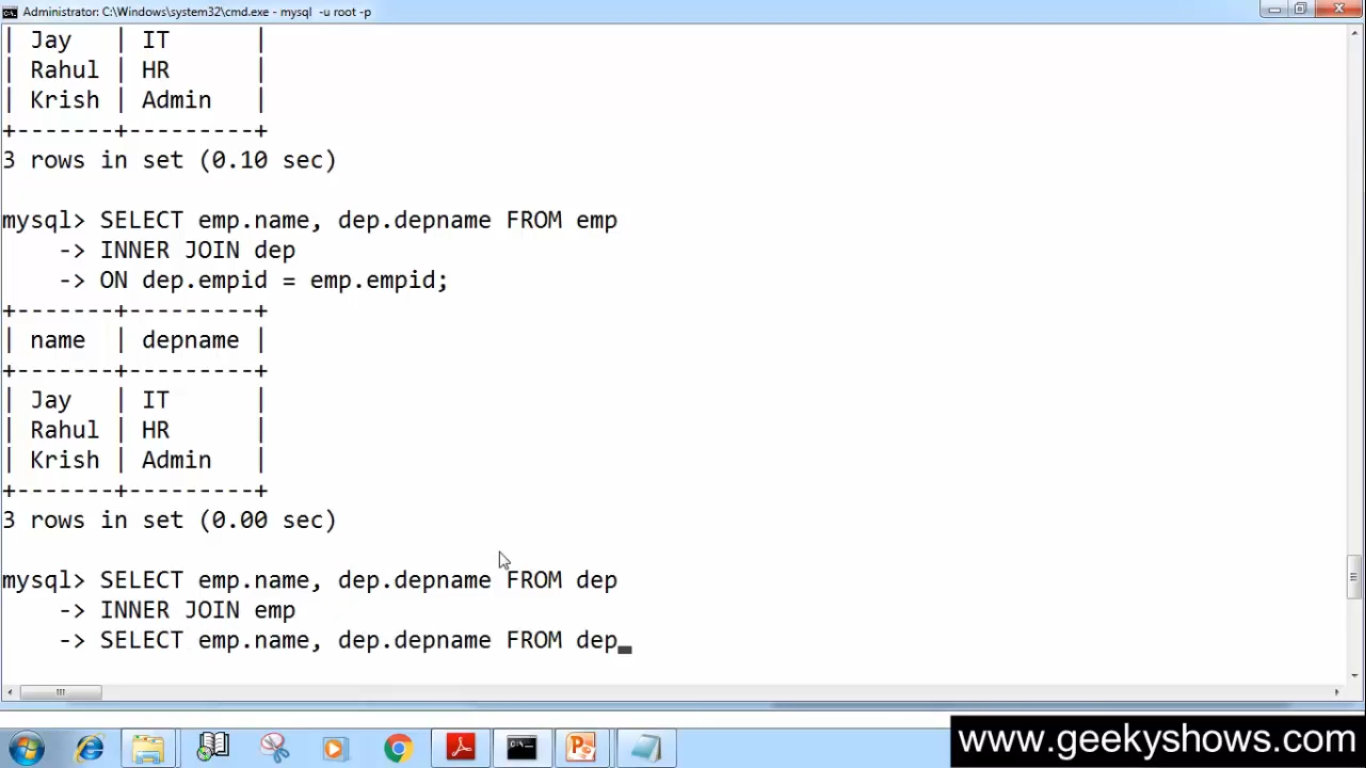 Administrator: C:\Windows\system32\cmd.exe - mysql -u root -p
| Jay   | IT      |
| Rahul | HR      |
| Krish | Admin   |
+-------+---------+
3 rows in set (0.10 sec)
mysql> SELECT emp.name, dep.depname FROM emp
    -> INNER JOIN dep
    -> ON dep.empid = emp.empid;
+-------+---------+
| name  | depname |
+-------+---------+
| Jay   | IT      |
| Rahul | HR      |
| Krish | Admin   |
+-------+---------+
3 rows in set (0.00 sec)
mysql> SELECT emp.name, dep.depname FROM dep
    -> INNER JOIN emp
    -> SELECT emp.name, dep.depname FROM dep
www.geekyshows.com